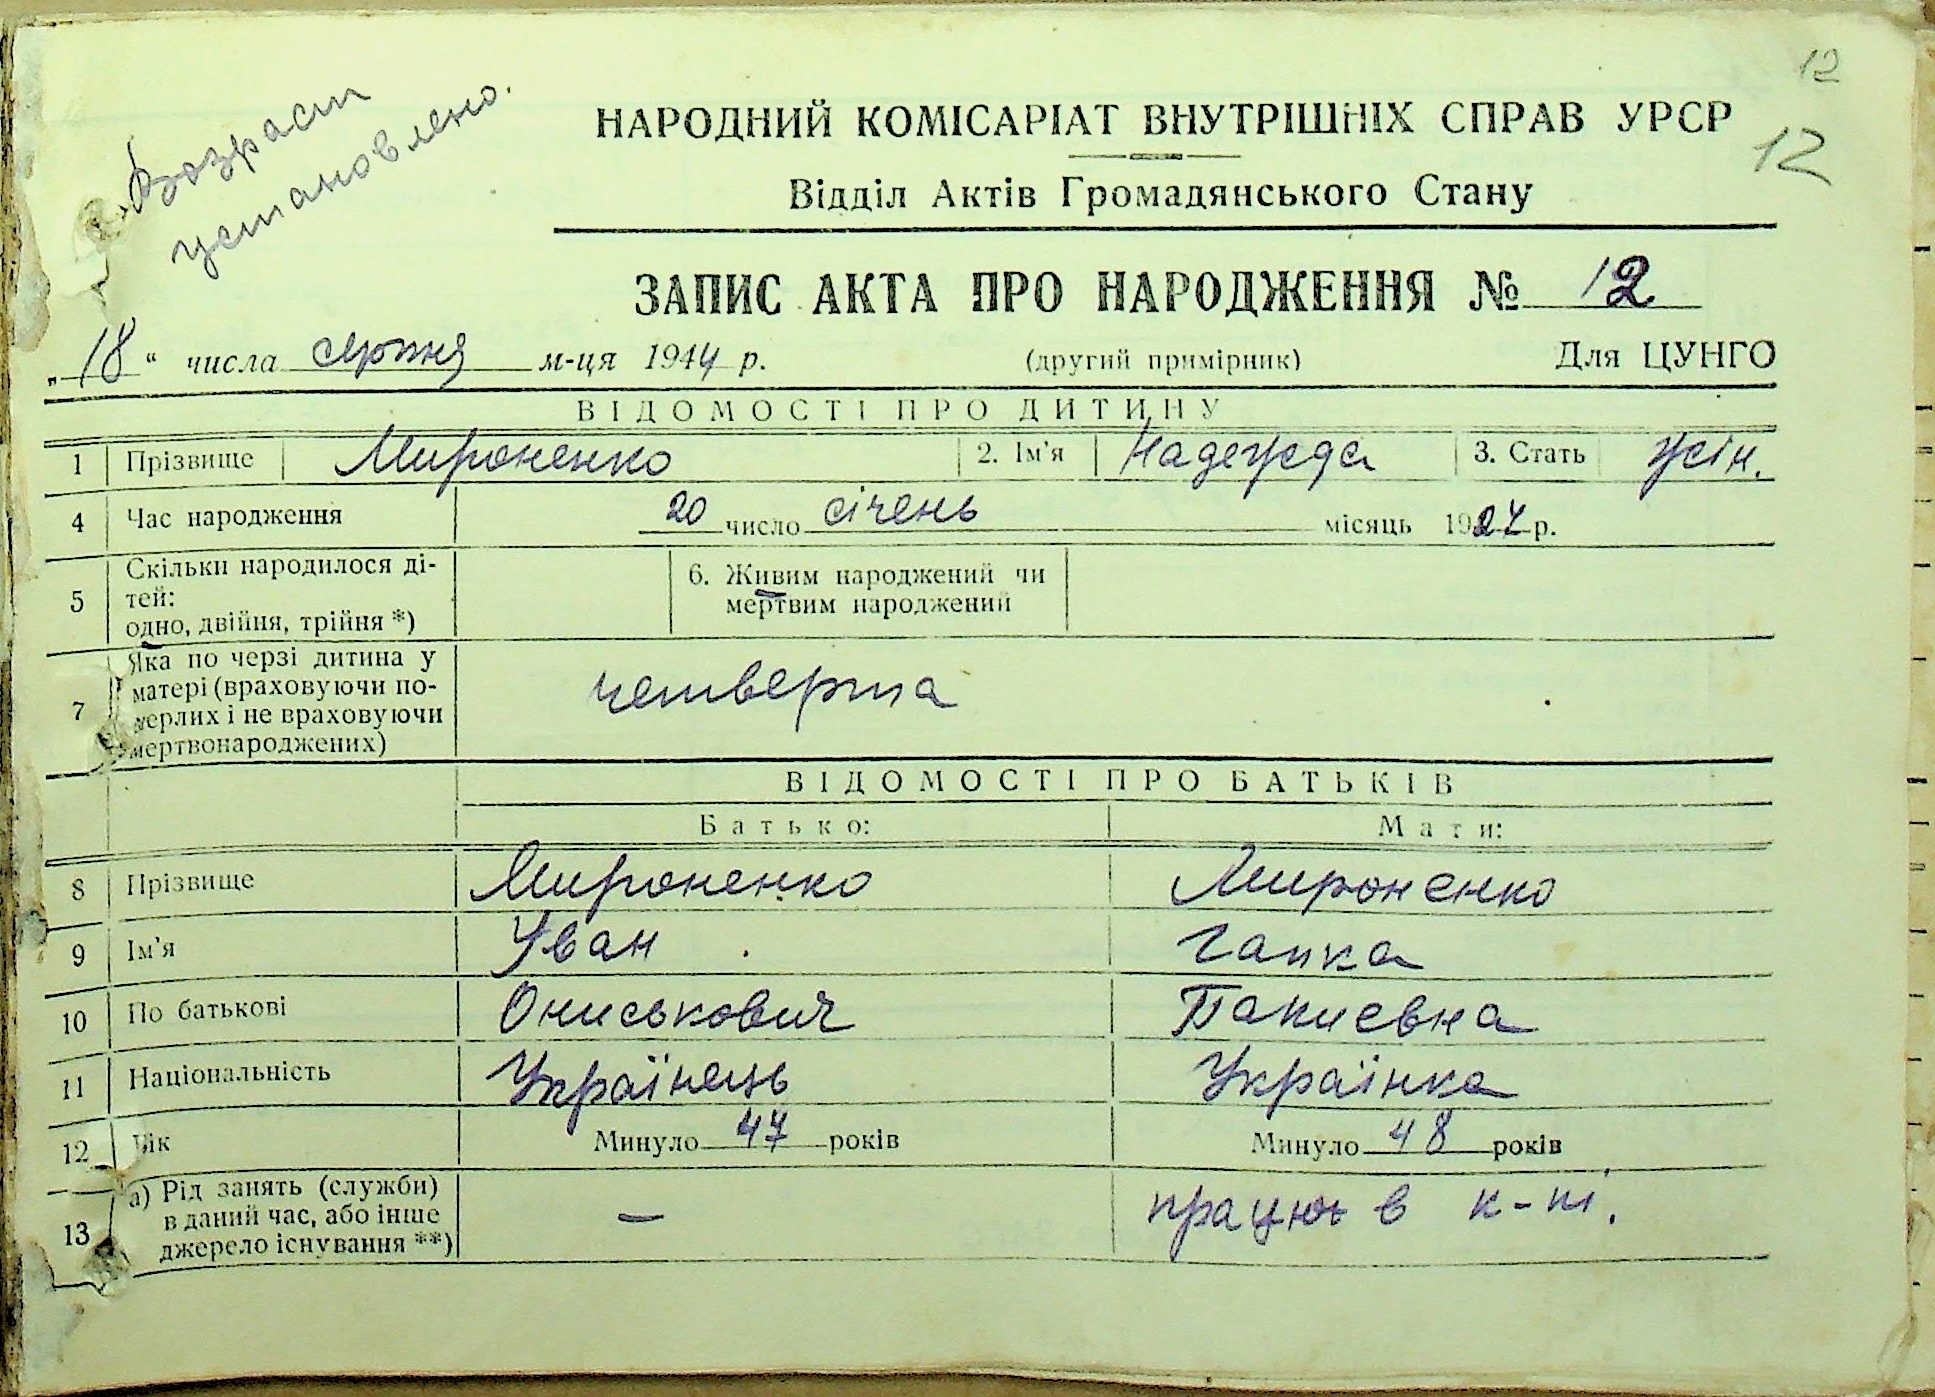 12
Возраст
установлено.
НАРОДНИЙ КОМІСАРІАТ ВНУТРІШНІХ СПРАВ УРСР
12
Відділ Актів Громадянського Стану
ЗАПИС АКТА ПРО НАРОДЖЕННЯ № 12
„18“ числа серпня м-ця 1944 р. (другий примірник) Для ЦУНГО
ВІДОМОСТІ ПРО ДИТИНУ
1 Прізвище Мироненко 2. Ім'я Надежда 3. Стать жін.
4 Час народження 20 число січень місяць 1927 р.
5 Скільки народилося ді-
тей:
одно, двійня, трійня *)
6. Живим народжений чи
мертвим народжений
7 Яка по черзі дитина у
матері (враховуючи по-
мерлих і не враховуючи
мертвонароджених)
четверта
ВІДОМОСТІ ПРО БАТЬКІВ
Батько: Мати:
8 Прізвище Мироненко Мироненко
9 Ім'я Уван Гапка
10 По батькові Ониськович
11 Національність Українець Українка
12 Вік Минуло 47 років Минуло 48 років
13 а) Рід занять (служби)
в даний час, або інше
джерело існування **)
— працює в к-пі.